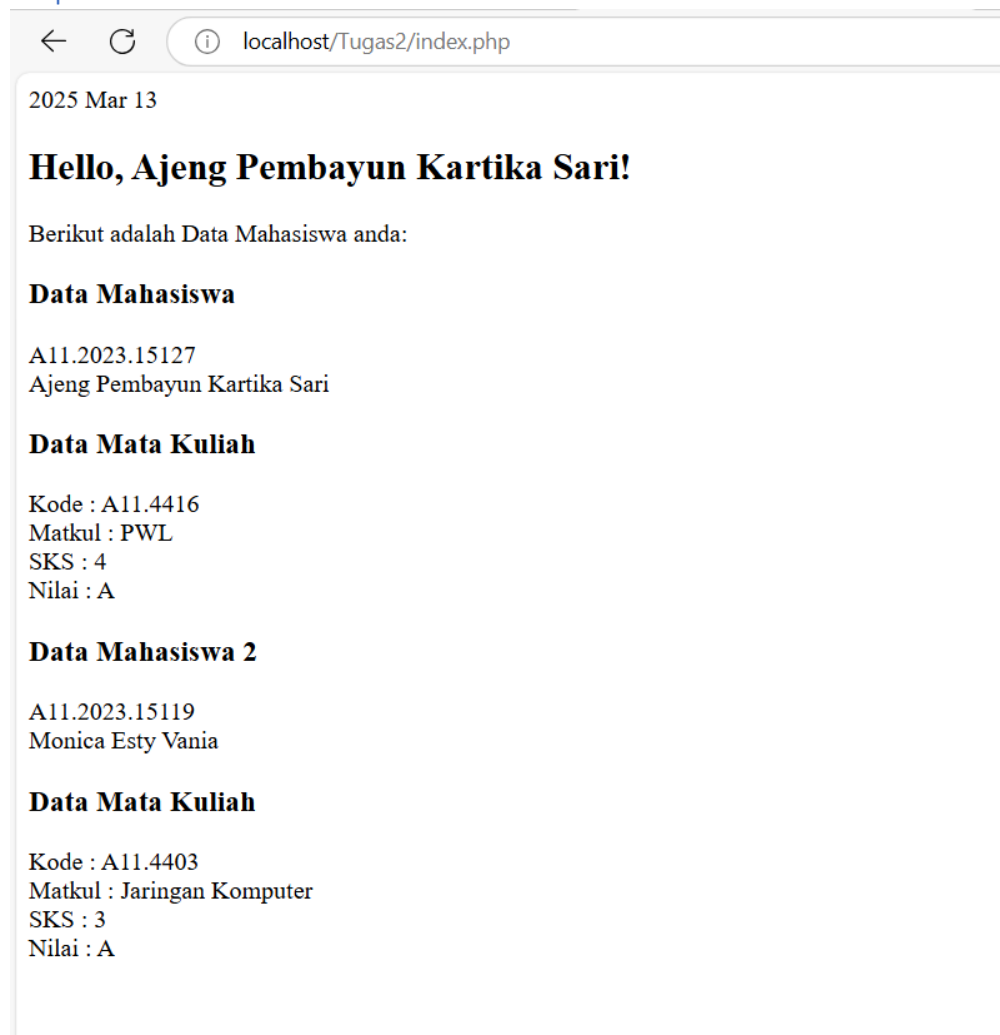 localhost/Tugas2/index.php
2025 Mar 13
Hello, Ajeng Pembayun Kartika Sari!
Berikut adalah Data Mahasiswa anda:
Data Mahasiswa
A11.2023.15127
Ajeng Pembayun Kartika Sari
Data Mata Kuliah
Kode : A11.4416
Matkul : PWL
SKS : 4
Nilai : A
Data Mahasiswa 2
A11.2023.15119
Monica Esty Vania
Data Mata Kuliah
Kode : A11.4403
Matkul : Jaringan Komputer
SKS : 3
Nilai : A